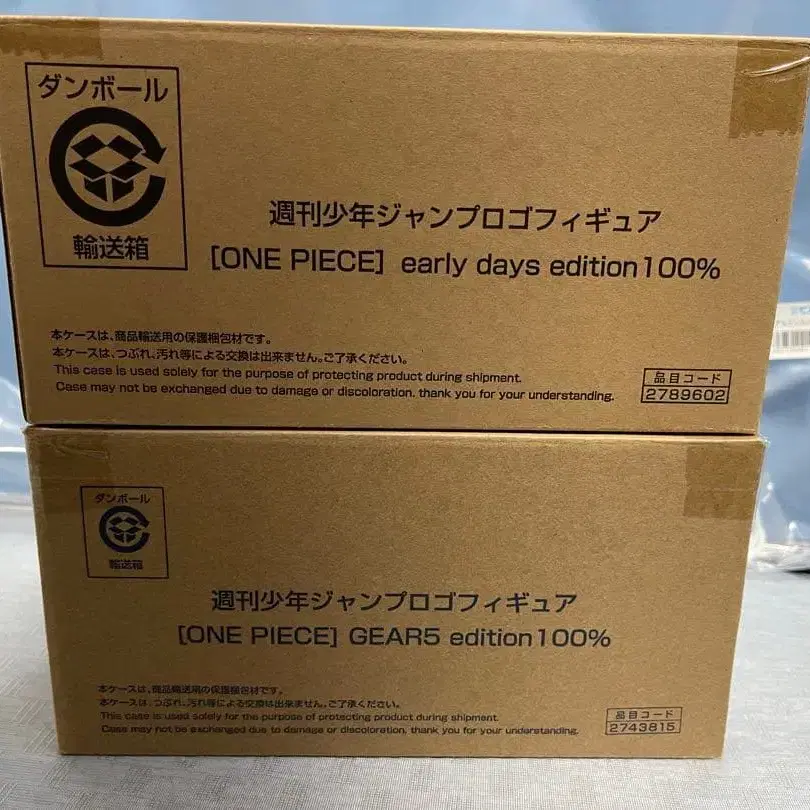 ダンボール
輸送箱
週刊少年ジャンプロゴフィギュア
[ONE PIECE] early days edition100%
本ケースは、商品輸送用の保護梱包材です。
本ケースは、つぶれ、汚れ等による交換は出来ません。ご了承ください。
This case is used solely for the purpose of protecting product during shipment.
Case may not be exchanged due to damage or discoloration. thank you for your understanding.
品目コード
2789602
ダンボール
輸送箱
週刊少年ジャンプロゴフィギュア
[ONE PIECE] GEAR5 edition100%
本ケースは、商品輸送用の保護梱包材です。
本ケースは、つぶれ、汚れ等による交換は出来ません。ご了承ください。
This case is used solely for the purpose of protecting product during shipment.
Case may not be exchanged due to damage or discoloration, thank you for your understanding.
品目コード
2743815